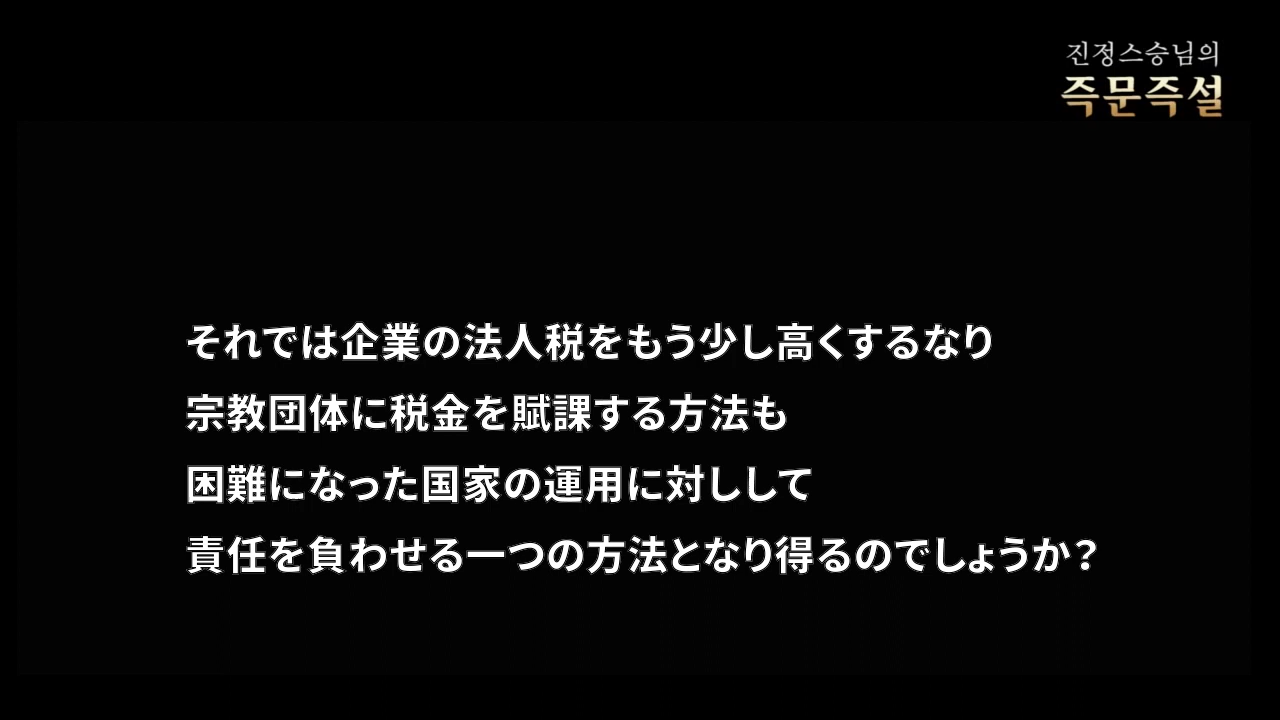 진정스승님의
즉문즉설
それでは企業の法人税をもう少し高くするなり
宗教団体に税金を賦課する方法も
困難になった国家の運用に対しして
責任を負わせる一つの方法となり得るのでしょうか？